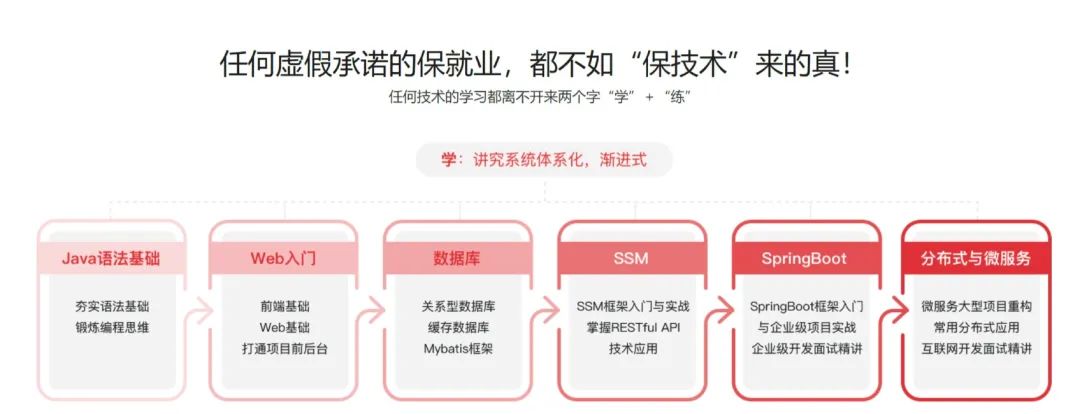 任何虚假承诺的保就业，都不如“保技术”来的真！
任何技术的学习都离不开来两个字“学” + “练”
学：讲究系统体系化，渐进式
Java语法基础
夯实语法基础
锻炼编程思维
Web入门
前端基础
Web基础
打通项目前后台
数据库
关系型数据库
缓存数据库
Mybatis框架
SSM
SSM框架入门与实战
掌握RESTful API
技术应用
SpringBoot
SpringBoot框架入门
与企业级项目实战
企业级开发面试精讲
分布式与微服务
微服务大型项目重构
常用分布式应用
互联网开发面试精讲